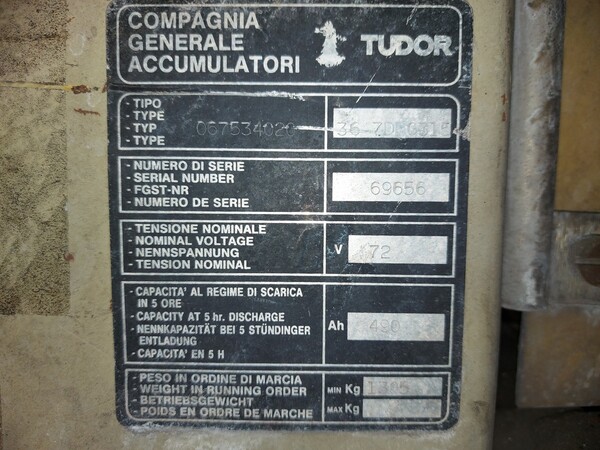 COMPAGNIA
GENERALE
ACCUMULATORI
TUDOR
- TIPO
- TYPE
- TYP
- TYPE
067534020
- NUMERO DI SERIE
- SERIAL NUMBER
- FGST-NR
- NUMERO DE SERIE
69656
- TENSIONE NOMINALE
- NOMINAL VOLTAGE
- NENNSPANNUNG
- TENSION NOMINAL
V 72
- CAPACITA' AL REGIME DI SCARICA
IN 5 ORE
- CAPACITY AT 5 hr. DISCHARGE
- NENNKAPAZITÄT BEI 5 STÜNDINGER
ENTLADUNG
- CAPACITA' EN 5 H
Ah
- PESO IN ORDINE DI MARCIA
- WEIGHT IN RUNNING ORDER
- BETRIEBSGEWICHT
- POIDS EN ORDRE DE MARCHE
MIN Kg
MAX Kg